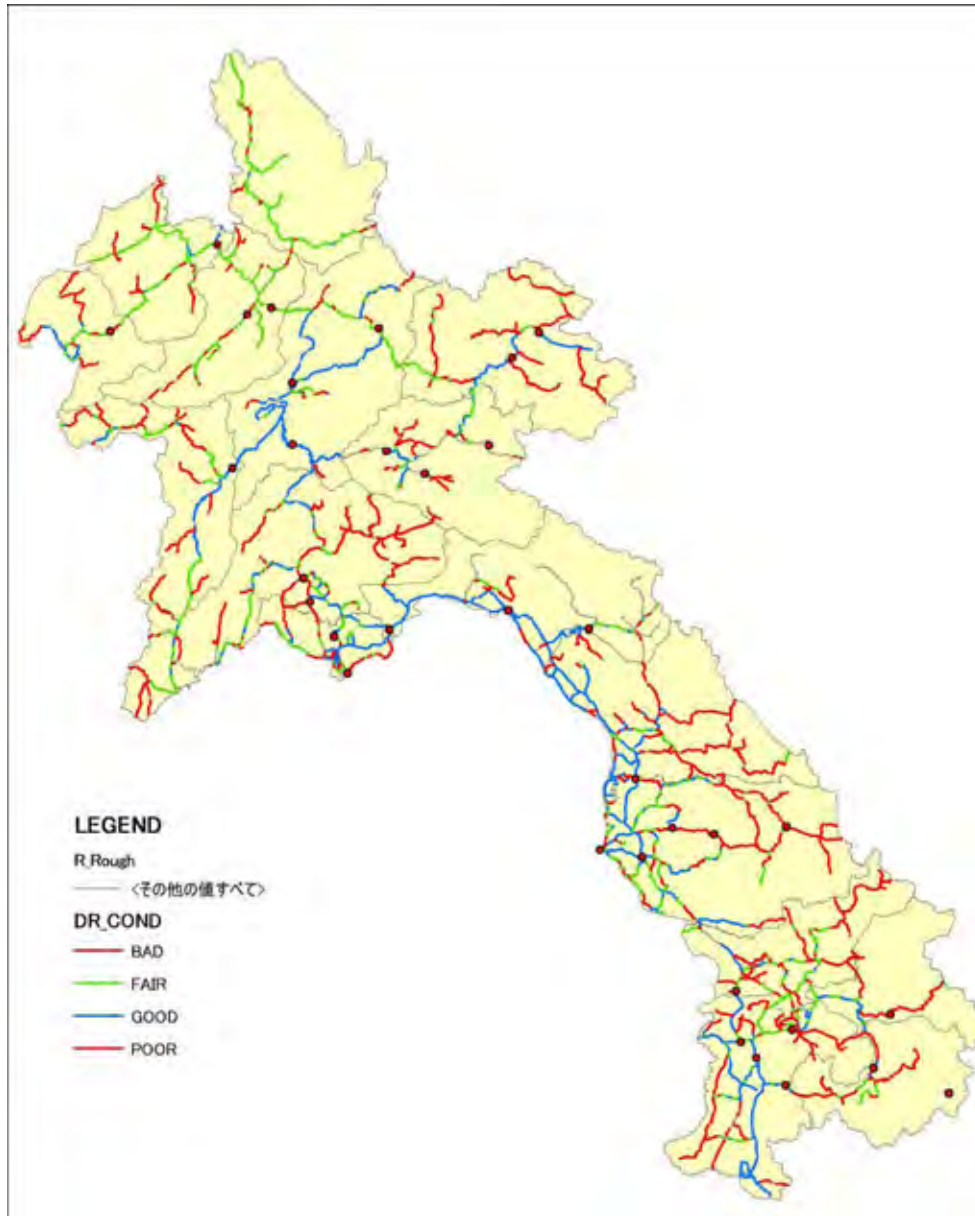 LEGEND
R_Rough
<その他の値すべて>
DR_COND
BAD
FAIR
GOOD
POOR